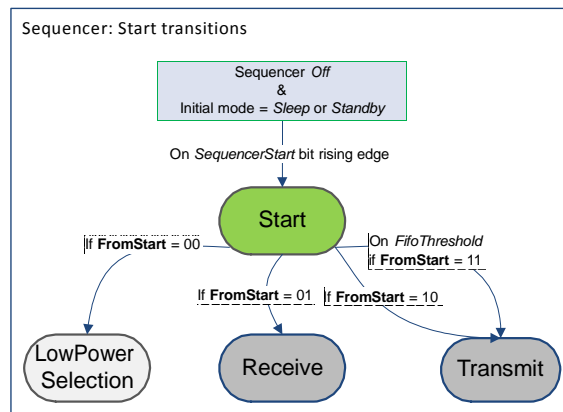 Sequencer: Start transitions
Sequencer Off
&
Initial mode = Sleep or Standby
On SequencerStart bit rising edge
Start
If FromStart = 00
On FifoThreshold
if FromStart = 11
If FromStart = 01
If FromStart = 10
LowPower
Selection
Receive
Transmit